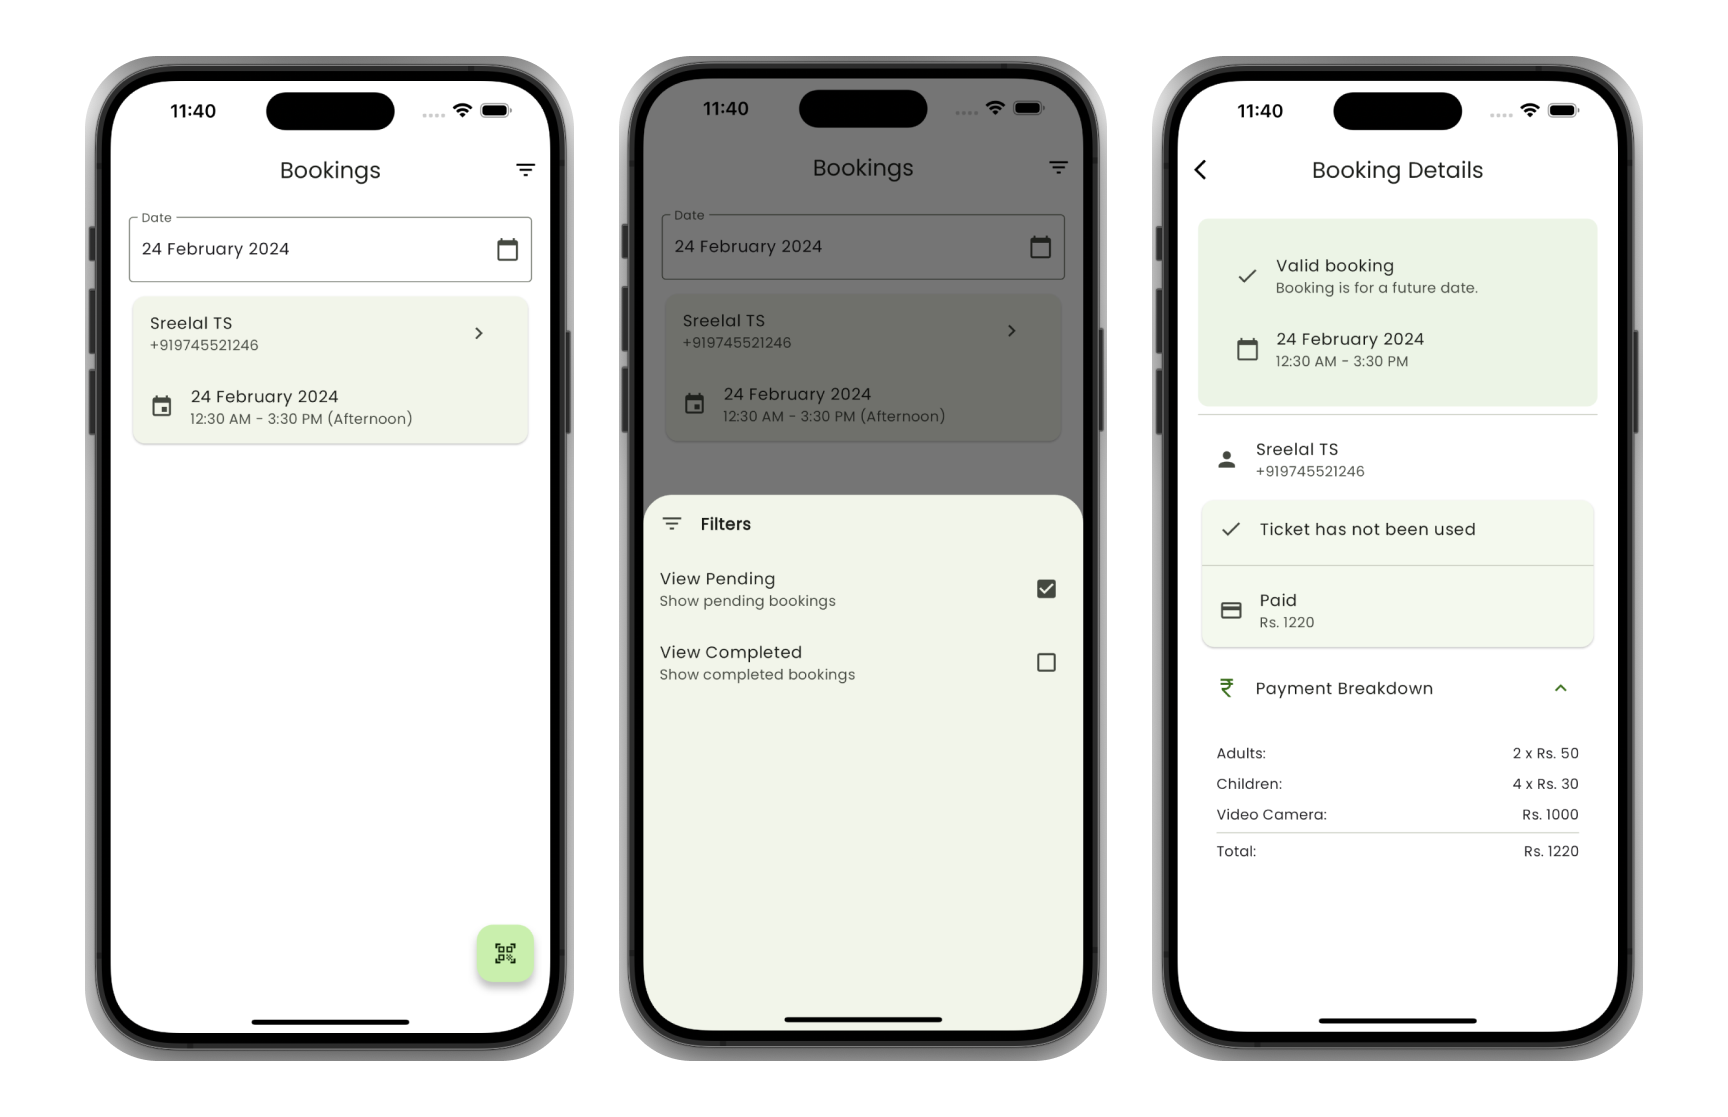 11:40
Bookings
Date
24 February 2024
Sreelal TS
+919745521246
24 February 2024
12:30 AM - 3:30 PM (Afternoon)
11:40
Bookings
Date
24 February 2024
Sreelal TS
+919745521246
24 February 2024
12:30 AM - 3:30 PM (Afternoon)
Filters
View Pending
Show pending bookings
View Completed
Show completed bookings
11:40
Booking Details
Valid booking
Booking is for a future date.
24 February 2024
12:30 AM - 3:30 PM
Sreelal TS
+919745521246
Ticket has not been used
Paid
Rs. 1220
₹ Payment Breakdown
Adults: 2 x Rs. 50
Children: 4 x Rs. 30
Video Camera: Rs. 1000
Total: Rs. 1220